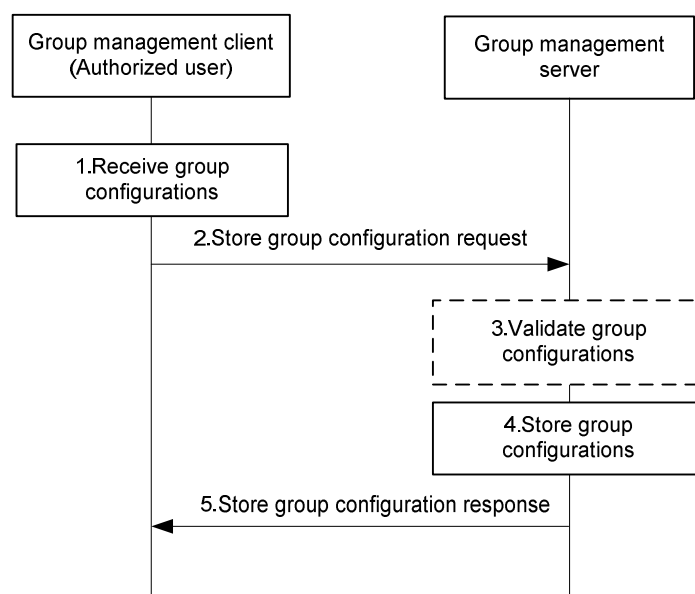 Group management client
(Authorized user)
Group management
server
1.Receive group
configurations
2.Store group configuration request
3.Validate group
configurations
4.Store group
configurations
5.Store group configuration response